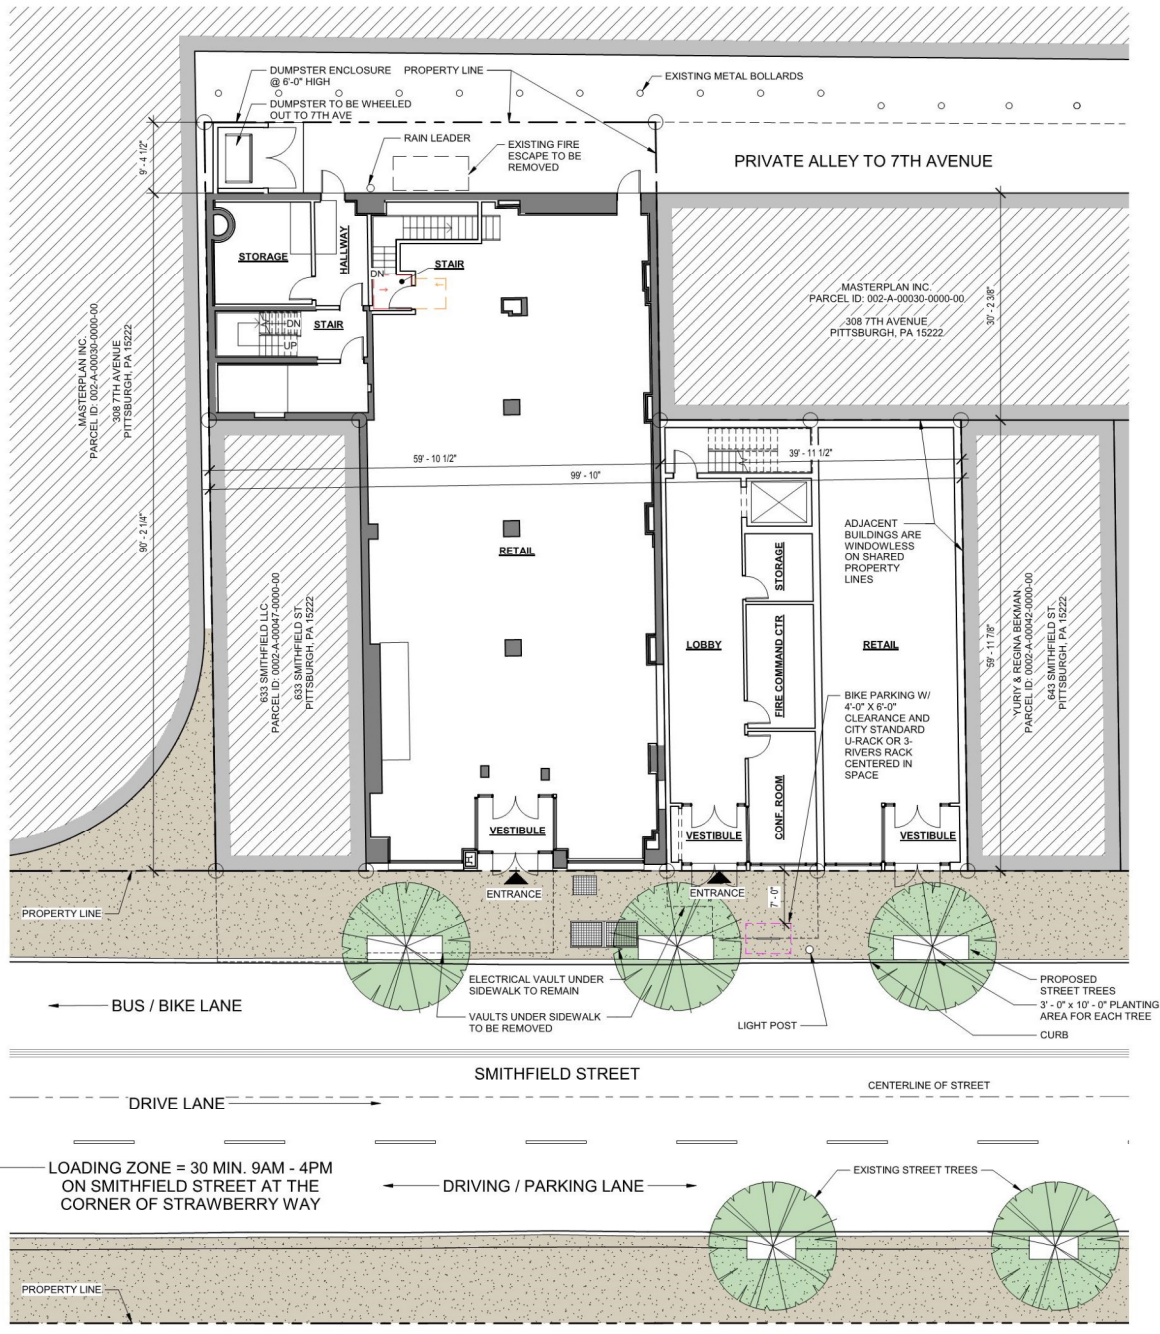 DUMPSTER ENCLOSURE
@ 6'-0" HIGH
PROPERTY LINE
EXISTING METAL BOLLARDS
DUMPSTER TO BE WHEELED
OUT TO 7TH AVE
RAIN LEADER
EXISTING FIRE
ESCAPE TO BE
REMOVED
9' - 4 1/2"
PRIVATE ALLEY TO 7TH AVENUE
STORAGE
HALLWAY
STAIR
DN
STAIR
DN
UP
MASTERPLAN INC.
PARCEL ID: 002-A-00030-0000-00
308 7TH AVENUE
PITTSBURGH, PA 15222
30' - 2 3/8"
MASTERPLAN INC.
PARCEL ID: 002-A-00030-0000-00
308 7TH AVENUE
PITTSBURGH, PA 15222
59' - 10 1/2"
39' - 11 1/2"
99' - 10"
90' - 2 1/4"
RETAIL
ADJACENT
BUILDINGS ARE
WINDOWLESS
ON SHARED
PROPERTY
LINES
STORAGE
633 SMITHFIELD LLC
PARCEL ID: 0002-A-00047-0000-00
633 SMITHFIELD ST.
PITTSBURGH, PA 15222
LOBBY
FIRE COMMAND CTR
RETAIL
59' - 11 7/8"
YURIY & REGINA BEKMAN
PARCEL ID: 0002-A-00042-0000-00
643 SMITHFIELD ST.
PITTSBURGH, PA 15222
BIKE PARKING W/
4'-0" X 6'-0"
CLEARANCE AND
CITY STANDARD
U-RACK OR 3-
RIVERS RACK
CENTERED IN
SPACE
CONF. ROOM
VESTIBULE
VESTIBULE
VESTIBULE
ENTRANCE
ENTRANCE
7' - 0"
PROPERTY LINE
ELECTRICAL VAULT UNDER
SIDEWALK TO REMAIN
VAULTS UNDER SIDEWALK
TO BE REMOVED
LIGHT POST
PROPOSED
STREET TREES
3' - 0" x 10' - 0" PLANTING
AREA FOR EACH TREE
CURB
BUS / BIKE LANE
SMITHFIELD STREET
CENTERLINE OF STREET
DRIVE LANE
LOADING ZONE = 30 MIN. 9AM - 4PM
ON SMITHFIELD STREET AT THE
CORNER OF STRAWBERRY WAY
DRIVING / PARKING LANE
EXISTING STREET TREES
PROPERTY LINE